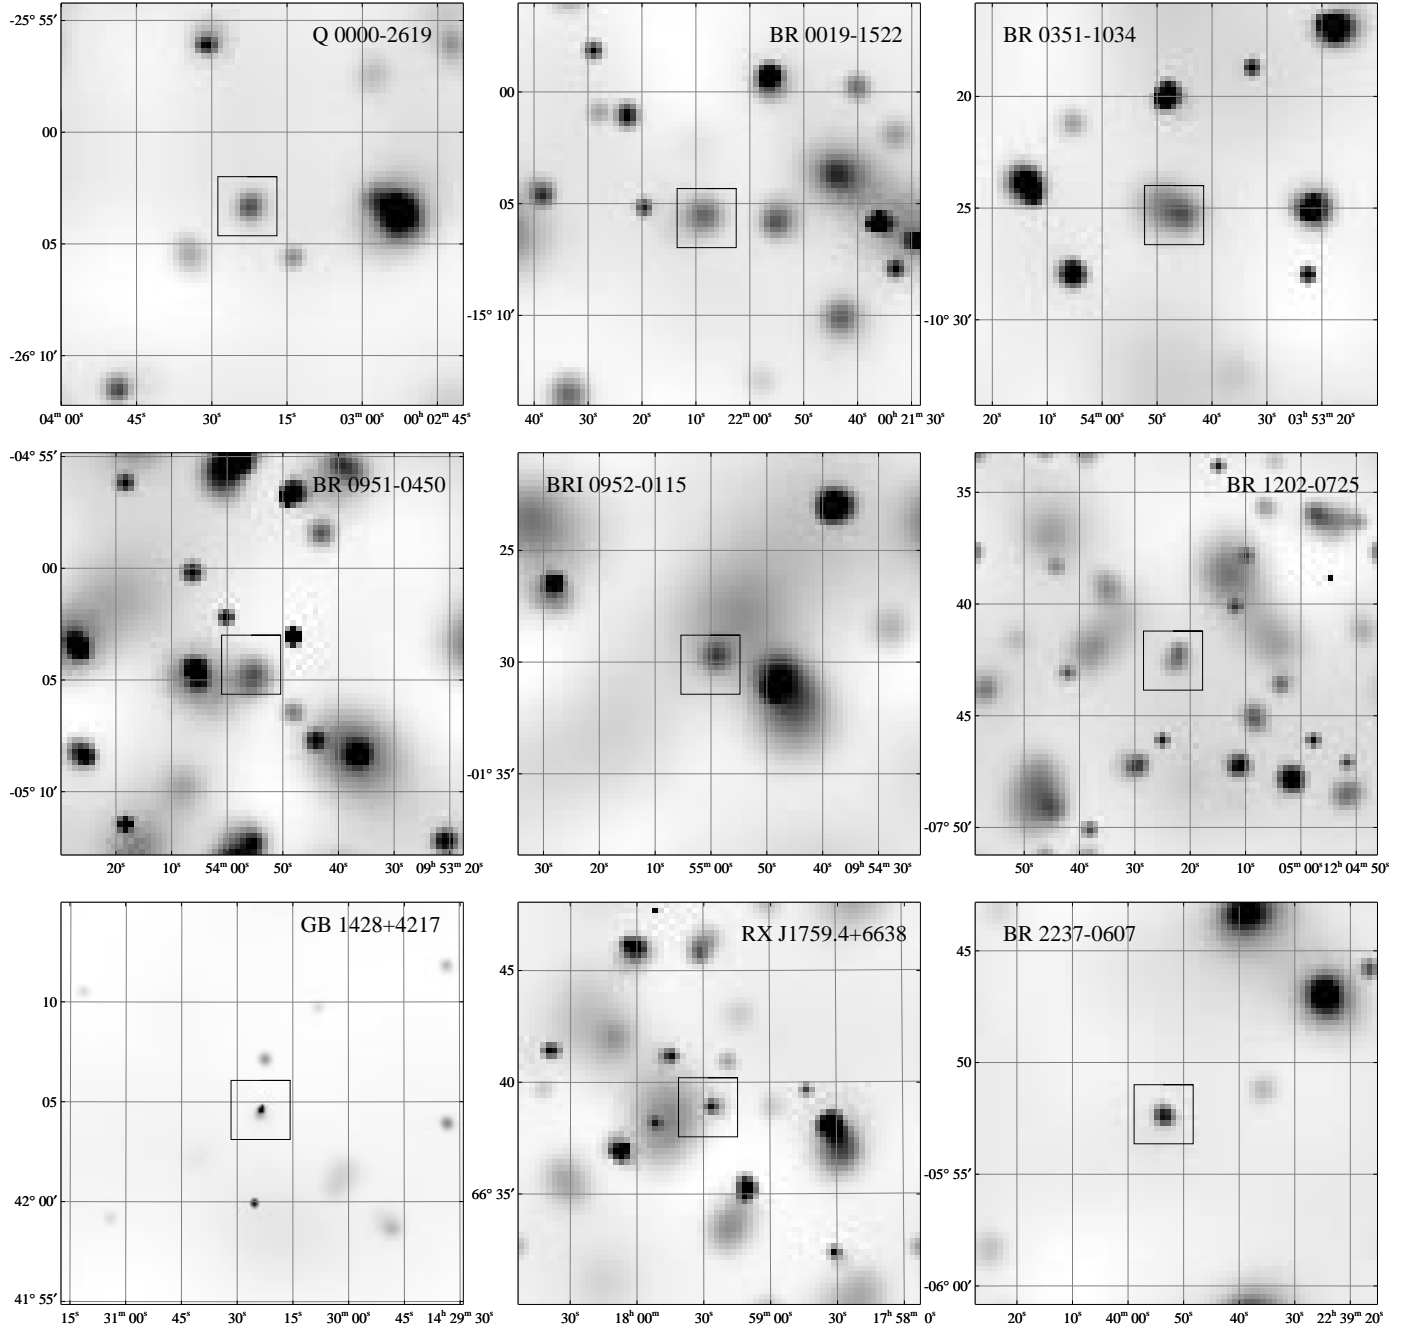 Q 0000-2619
-25° 55′
00
05
-26° 10′
04ᵐ 00ˢ 45ˢ 30ˢ 15ˢ 03ᵐ 00ˢ 00ʰ 02ᵐ 45ˢ
BR 0019-1522
00
05
-15° 10′
40ˢ 30ˢ 20ˢ 10ˢ 22ᵐ 00ˢ 50ˢ 40ˢ 00ʰ 21ᵐ 30ˢ
BR 0351-1034
20
25
-10° 30′
20ˢ 10ˢ 54ᵐ 00ˢ 50ˢ 40ˢ 30ˢ 03ʰ 53ᵐ 20ˢ
BR 0951-0450
-04° 55′
00
05
-05° 10′
20ˢ 10ˢ 54ᵐ 00ˢ 50ˢ 40ˢ 30ˢ 09ʰ 53ᵐ 20ˢ
BRI 0952-0115
25
30
-01° 35′
30ˢ 20ˢ 10ˢ 55ᵐ 00ˢ 50ˢ 40ˢ 09ʰ 54ᵐ 30ˢ
BR 1202-0725
35
40
45
-07° 50′
50ˢ 40ˢ 30ˢ 20ˢ 10ˢ 05ᵐ 00ˢ 12ʰ 04ᵐ 50ˢ
GB 1428+4217
10
05
42° 00′
41° 55′
15ˢ 31ᵐ 00ˢ 45ˢ 30ˢ 15ˢ 30ᵐ 00ˢ 45ˢ 14ʰ 29ᵐ 30ˢ
RX J1759.4+6638
45
40
66° 35′
30ˢ 18ʰ 00ᵐ 30ˢ 59ᵐ 00ˢ 30ˢ 17ʰ 58ᵐ 0ˢ
BR 2237-0607
45
50
-05° 55′
-06° 00′
20ˢ 10ˢ 40ᵐ 00ˢ 50ˢ 40ˢ 30ˢ 22ʰ 39ᵐ 20ˢ